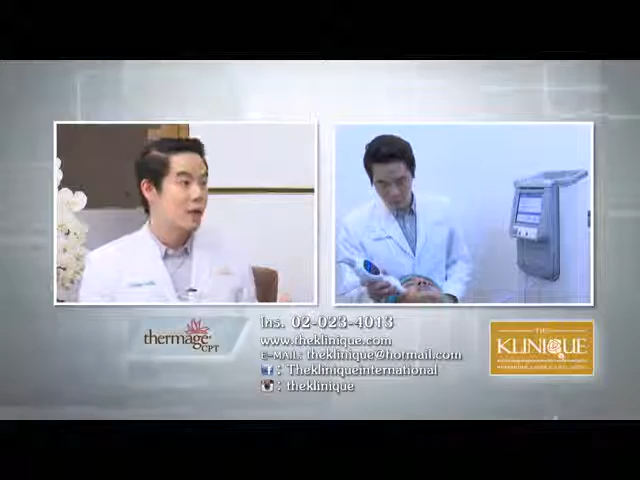 thermage CPT
โทร. 02-023-4013
www.theklinique.com
E-MAIL: theklinique@hotmail.com
: Thekliniqueinternational
: theklinique
THE
KLINIQUE